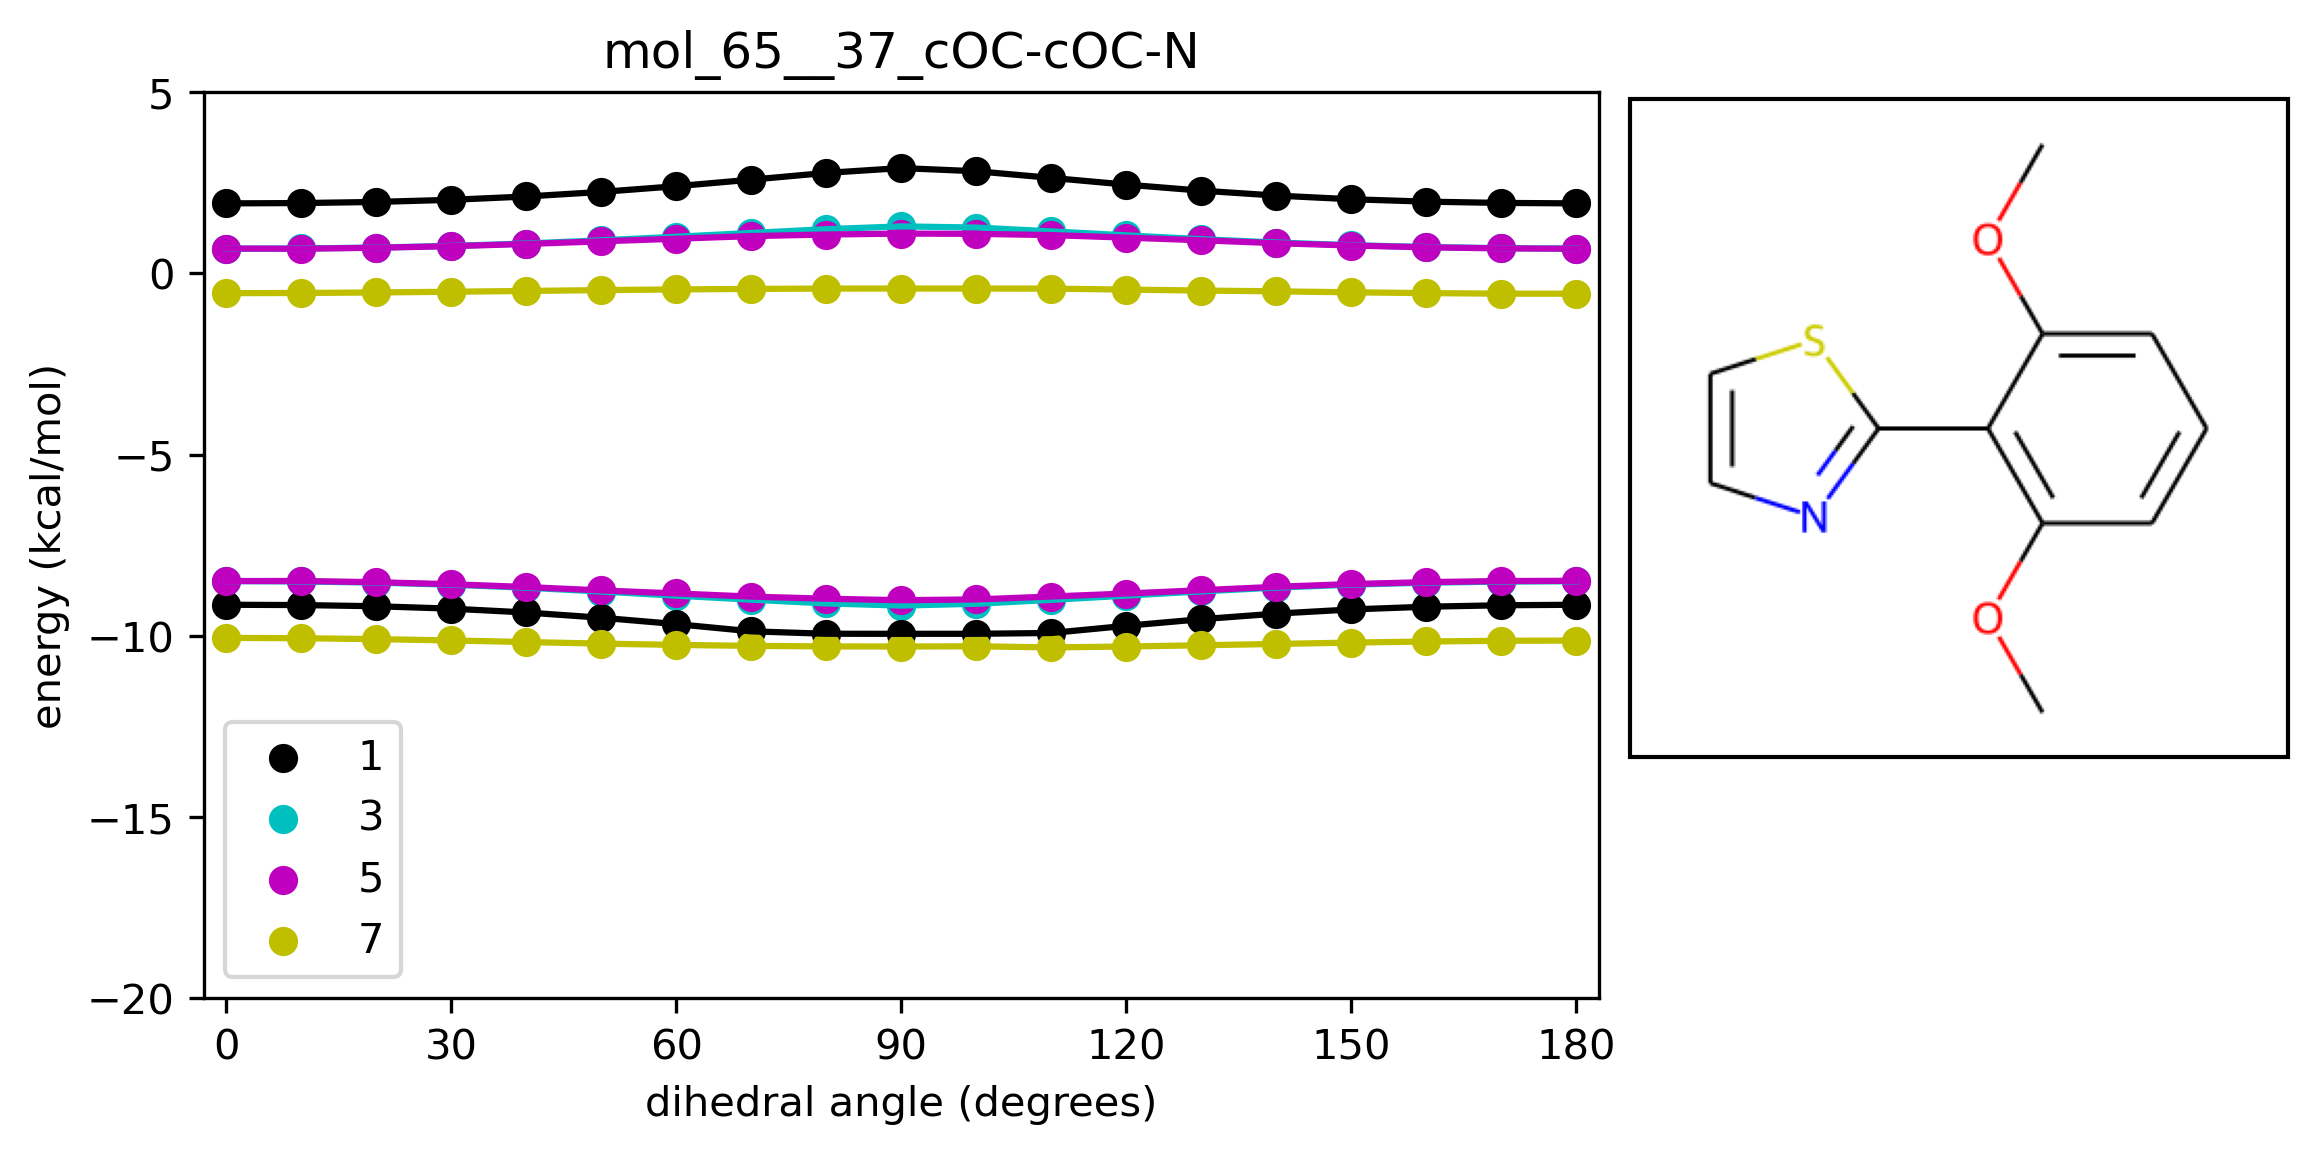 mol_65__37_cOC-cOC-N
5
0
−5
−10
−15
−20
energy (kcal/mol)
0 30 60 90 120 150 180
dihedral angle (degrees)
1
3
5
7
O
S
N
O